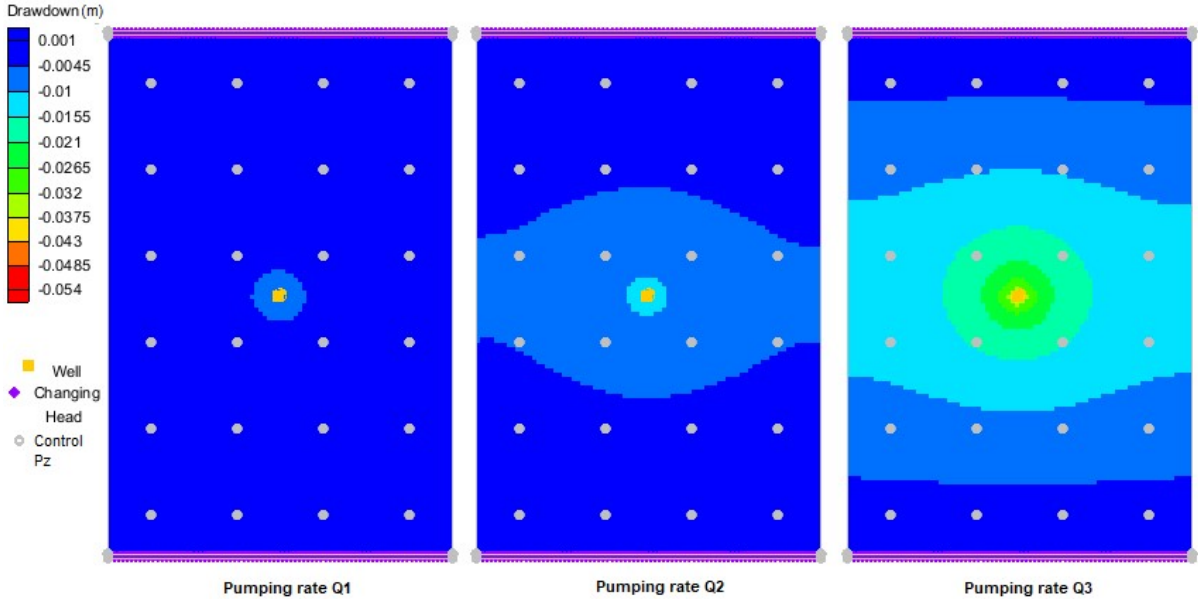 Drawdown (m)
0.001
-0.0045
-0.01
-0.0155
-0.021
-0.0265
-0.032
-0.0375
-0.043
-0.0485
-0.054
Well
Changing
Head
Control
Pz
Pumping rate Q1
Pumping rate Q2
Pumping rate Q3